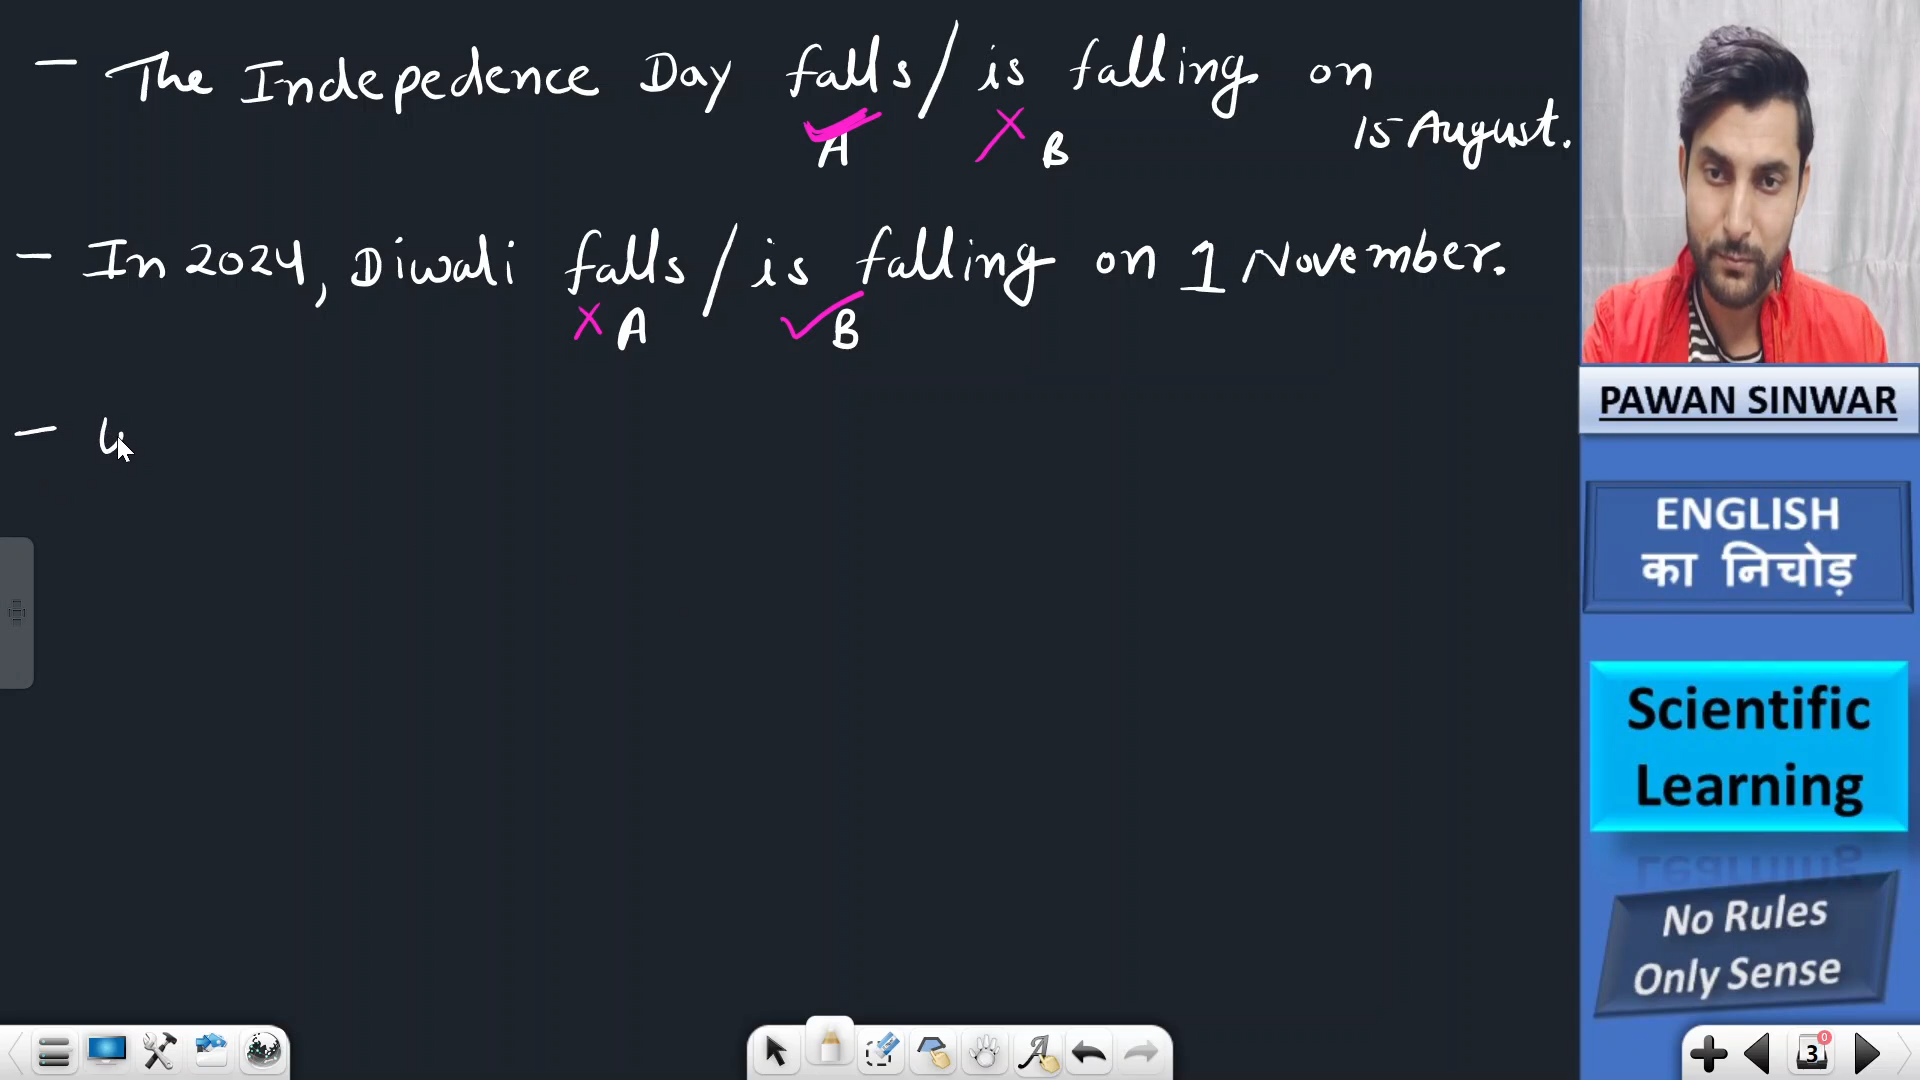 - The Indepedence Day falls / is falling on
15 August.
A B
- In 2024, Diwali falls / is falling on 1 November.
A B
-
PAWAN SINWAR
ENGLISH
का निचोड़
Scientific
Learning
No Rules
Only Sense
3
0